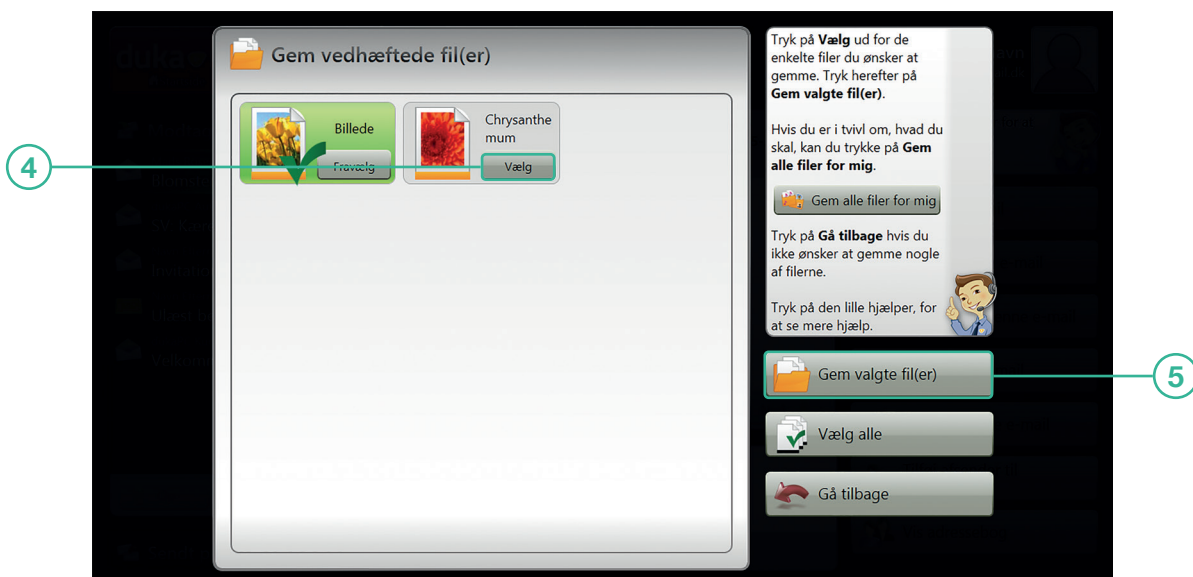 Gem vedhæftede fil(er)
Billede
Fravælg
Chrysanthe
mum
Vælg
4
Tryk på Vælg ud for de
enkelte filer du ønsker at
gemme. Tryk herefter på
Gem valgte fil(er).
Hvis du er i tvivl om, hvad du
skal, kan du trykke på Gem
alle filer for mig.
Gem alle filer for mig
Tryk på Gå tilbage hvis du
ikke ønsker at gemme nogle
af filerne.
Tryk på den lille hjælper, for
at se mere hjælp.
Gem valgte fil(er)
5
Vælg alle
Gå tilbage